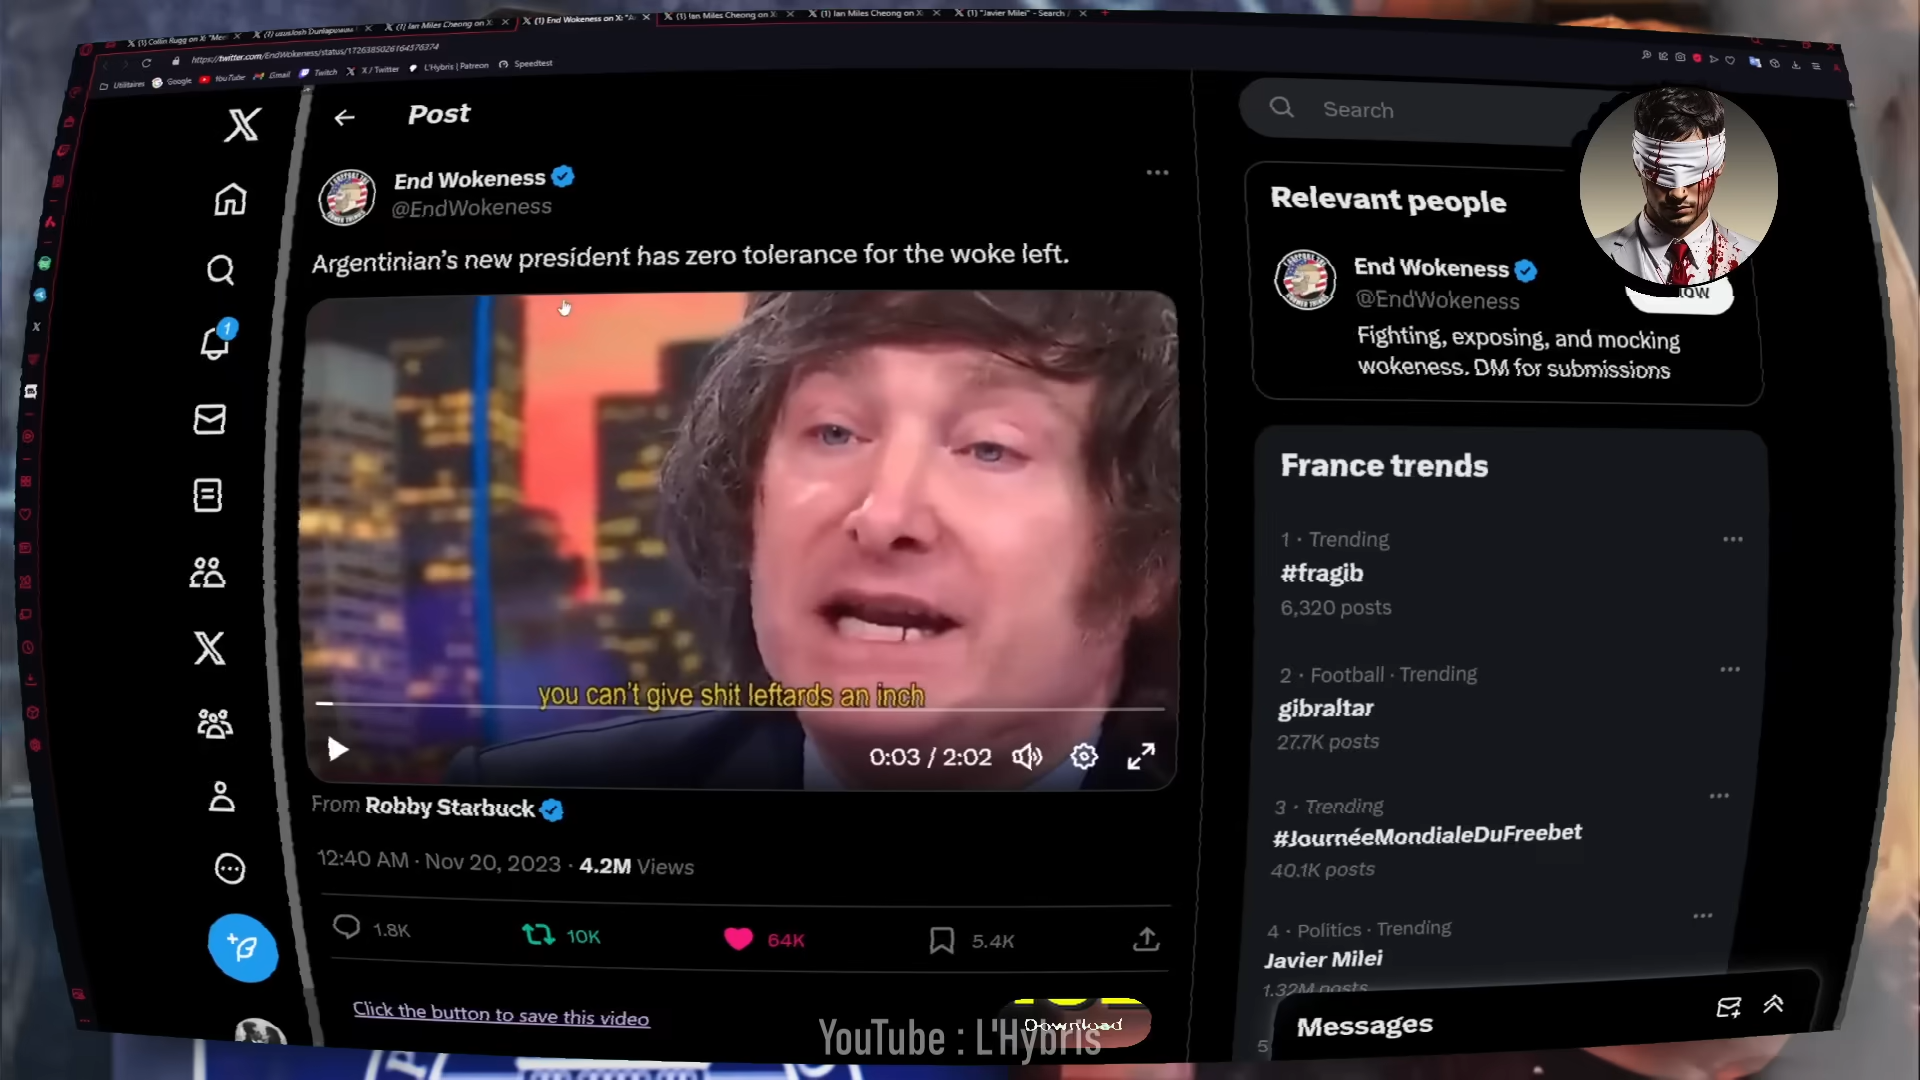 (1) Collin Rugg on X: "Mei
(1) Ian Miles Cheong on X:
(1) End Wokeness on X: "A
(1) Ian Miles Cheong on X:
(1) Ian Miles Cheong on X:
(1) "Javier Milei" - Search /
https://twitter.com/EndWokeness/status/1726385026164576374
Utilitaires
Google
YouTube
Gmail
Twitch
X / Twitter
L'Hybris | Patreon
Speedtest
Post
End Wokeness
@EndWokeness
Argentinian's new president has zero tolerance for the woke left.
you can't give shit leftards an inch
0:03 / 2:02
From Robby Starbuck
12:40 AM · Nov 20, 2023 · 4.2M Views
1.8K
10K
64K
5.4K
Click the button to save this video
Download
1
Search
Relevant people
End Wokeness
@EndWokeness
Fighting, exposing, and mocking
wokeness. DM for submissions
France trends
1 · Trending
#fragib
6,320 posts
2 · Football · Trending
gibraltar
27.7K posts
3 · Trending
#JournéeMondialeDuFreebet
40.1K posts
4 · Politics · Trending
Javier Milei
1.32M posts
5
Messages
YouTube : L'Hybris